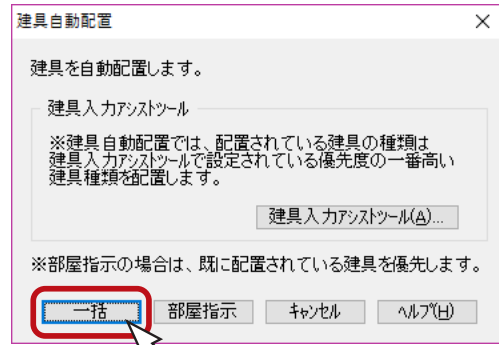 建具自動配置
建具を自動配置します。
建具入力ｱｼｽﾄﾂｰﾙ
※建具自動配置では、配置されている建具の種類は
建具入力ｱｼｽﾄﾂｰﾙで設定されている優先度の一番高い
建具種類を配置します。
建具入力ｱｼｽﾄﾂｰﾙ(A)...
※部屋指示の場合は、既に配置されている建具を優先します。
一括 部屋指示 ｷｬﾝｾﾙ ﾍﾙﾌﾟ(H)